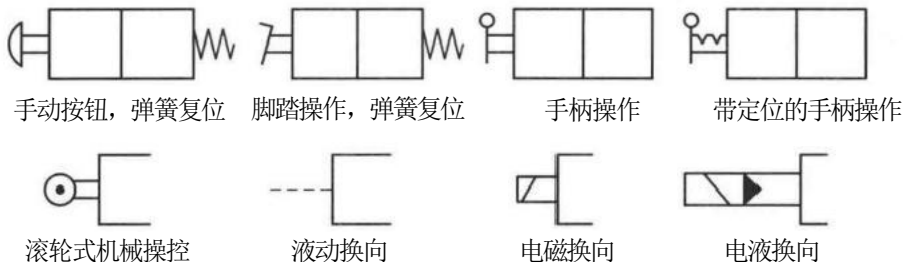 手动按钮，弹簧复位
脚踏操作，弹簧复位
手柄操作
带定位的手柄操作
滚轮式机械操控
液动换向
电磁换向
电液换向